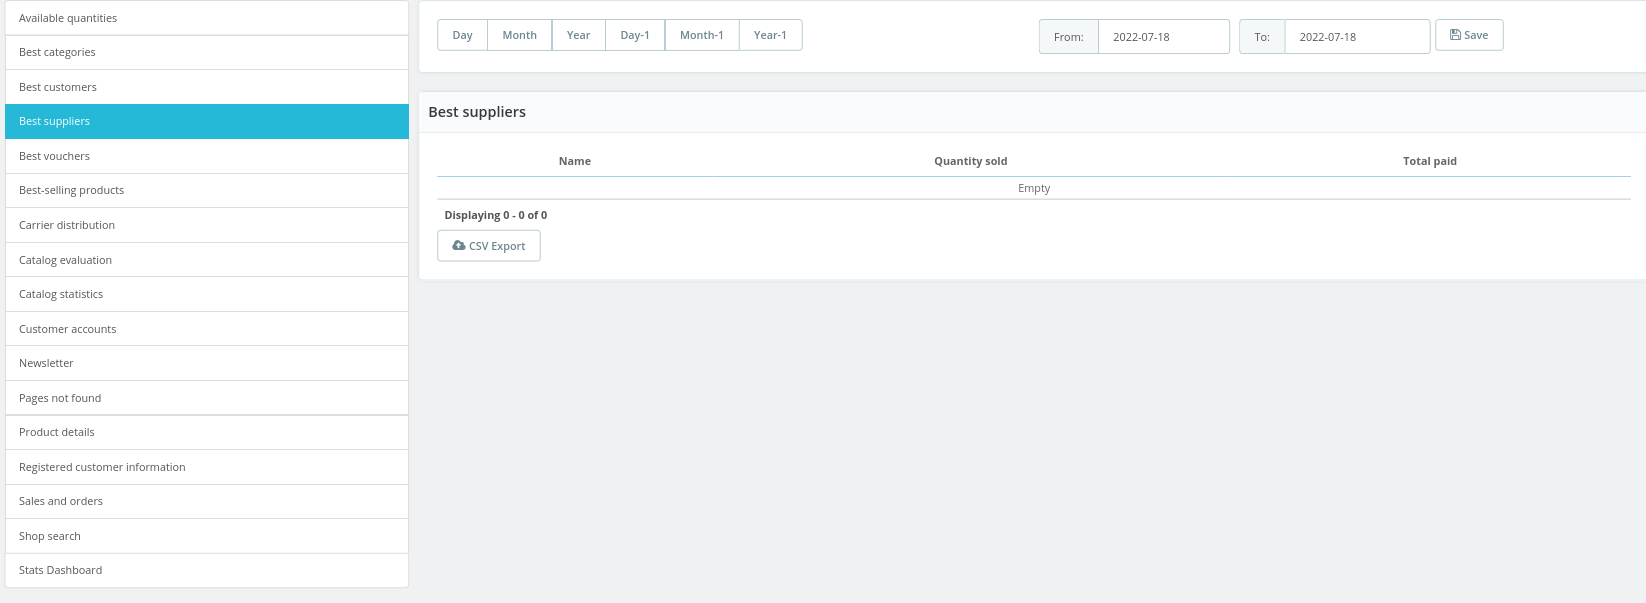 Available quantities
Best categories
Best customers
Best suppliers
Best vouchers
Best-selling products
Carrier distribution
Catalog evaluation
Catalog statistics
Customer accounts
Newsletter
Pages not found
Product details
Registered customer information
Sales and orders
Shop search
Stats Dashboard
Day Month Year Day-1 Month-1 Year-1 From: 2022-07-18 To: 2022-07-18 Save
Best suppliers
Name Quantity sold Total paid
Empty
Displaying 0 - 0 of 0
CSV Export